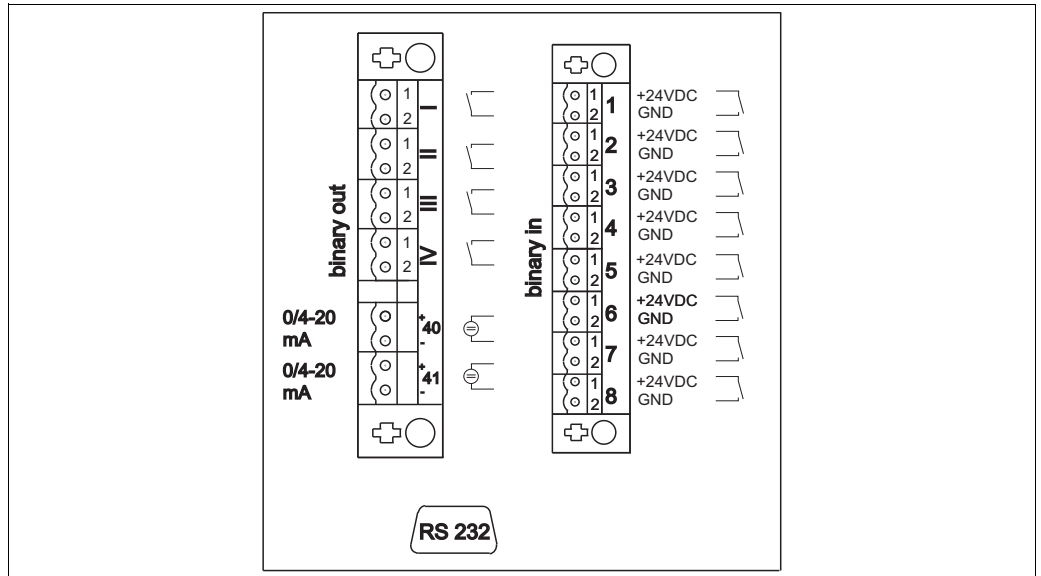 binary out
1
2
I
1
2
II
1
2
III
1
2
IV
0/4-20
mA
+
40
-
0/4-20
mA
+
41
-
binary in
1
2
1
+24VDC
GND
1
2
2
+24VDC
GND
1
2
3
+24VDC
GND
1
2
4
+24VDC
GND
1
2
5
+24VDC
GND
1
2
6
+24VDC
GND
1
2
7
+24VDC
GND
1
2
8
+24VDC
GND
RS 232